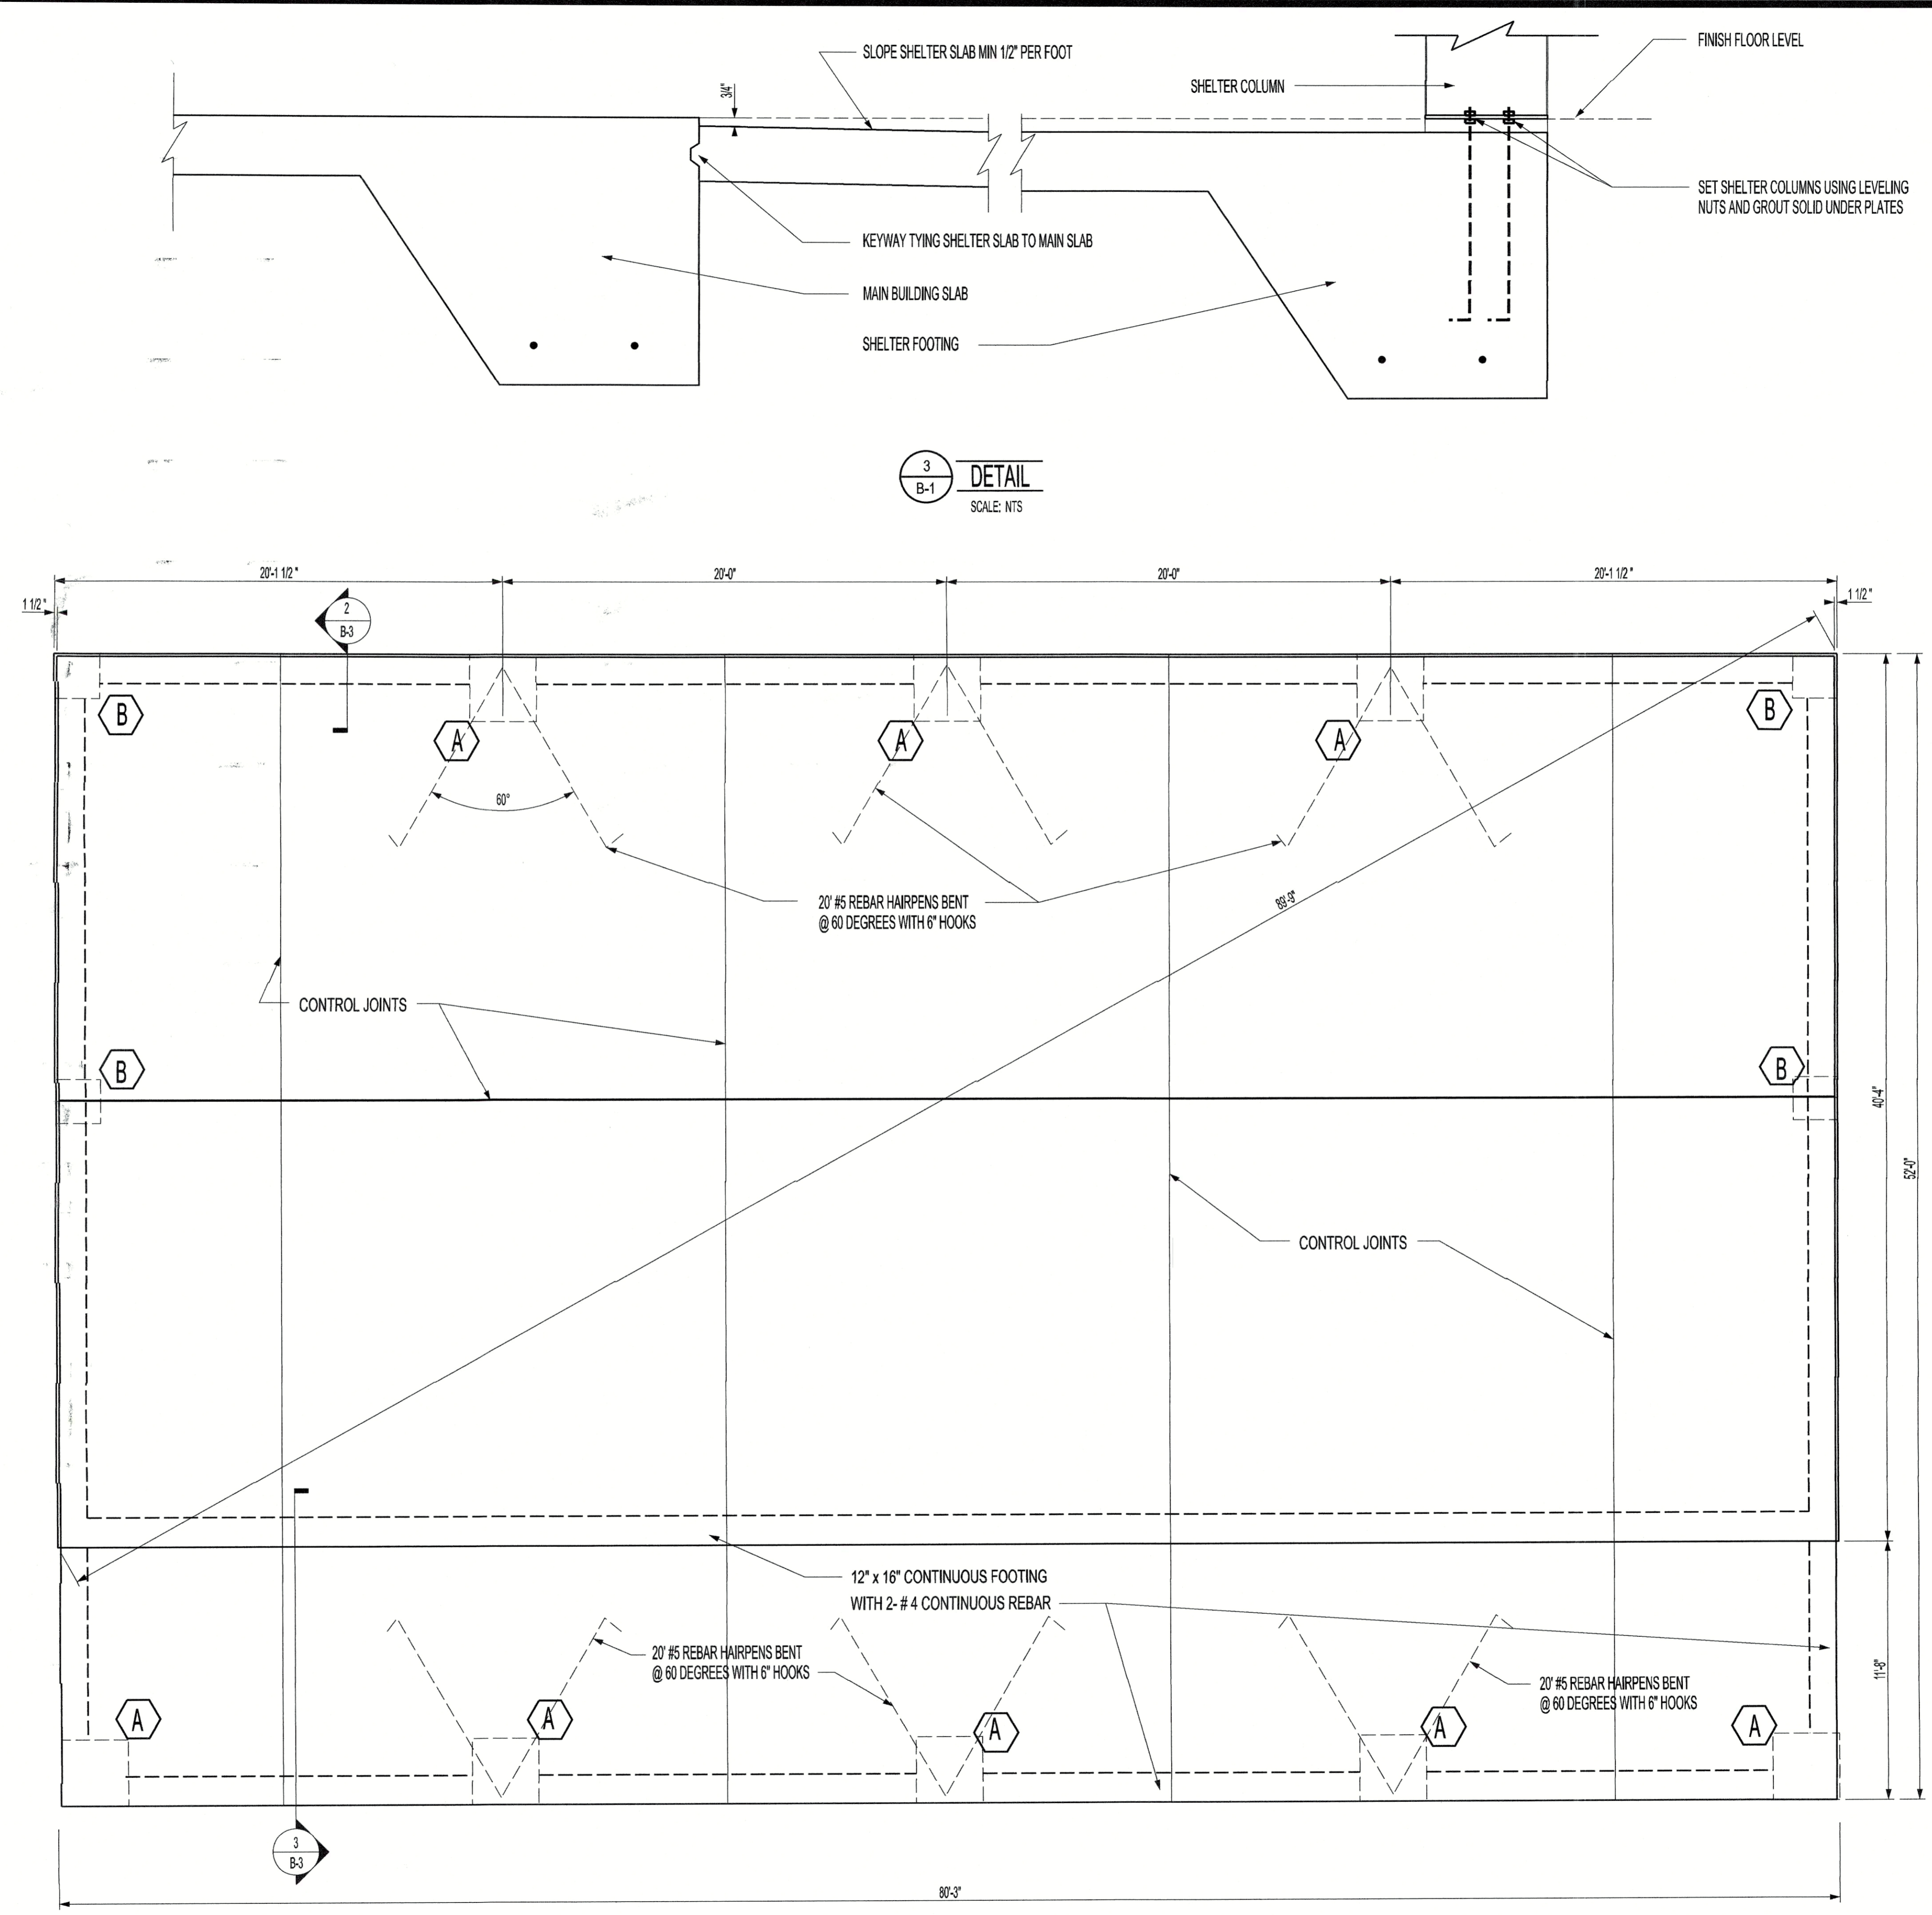 SLOPE SHELTER SLAB MIN 1/2" PER FOOT
FINISH FLOOR LEVEL
SHELTER COLUMN
3/4"
SET SHELTER COLUMNS USING LEVELING
NUTS AND GROUT SOLID UNDER PLATES
KEYWAY TYING SHELTER SLAB TO MAIN SLAB
MAIN BUILDING SLAB
SHELTER FOOTING
3
B-1
DETAIL
SCALE: NTS
20'-1 1/2 "
20'-0"
20'-0"
20'-1 1/2 "
1 1/2 "
1 1/2 "
2
B-3
B
A
A
A
B
60°
20' #5 REBAR HAIRPENS BENT
@ 60 DEGREES WITH 6" HOOKS
89'-9"
CONTROL JOINTS
B
B
40'-4"
52'-0"
CONTROL JOINTS
12" x 16" CONTINUOUS FOOTING
WITH 2- # 4 CONTINUOUS REBAR
20' #5 REBAR HAIRPENS BENT
@ 60 DEGREES WITH 6" HOOKS
20' #5 REBAR HAIRPENS BENT
@ 60 DEGREES WITH 6" HOOKS
11'-8"
A
A
A
A
A
3
B-3
80'-3"